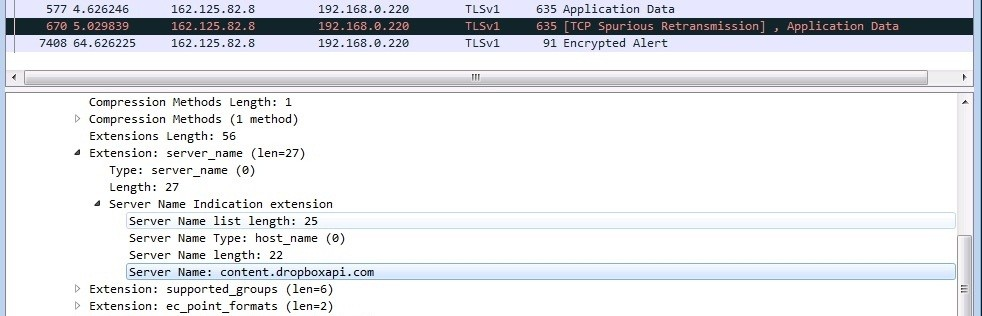 577 4.626246 162.125.82.8 192.168.0.220 TLSv1 635 Application Data
670 5.029839 162.125.82.8 192.168.0.220 TLSv1 635 [TCP Spurious Retransmission] , Application Data
7408 64.626225 162.125.82.8 192.168.0.220 TLSv1 91 Encrypted Alert
Compression Methods Length: 1
Compression Methods (1 method)
Extensions Length: 56
Extension: server_name (len=27)
Type: server_name (0)
Length: 27
Server Name Indication extension
Server Name list length: 25
Server Name Type: host_name (0)
Server Name length: 22
Server Name: content.dropboxapi.com
Extension: supported_groups (len=6)
Extension: ec_point_formats (len=2)